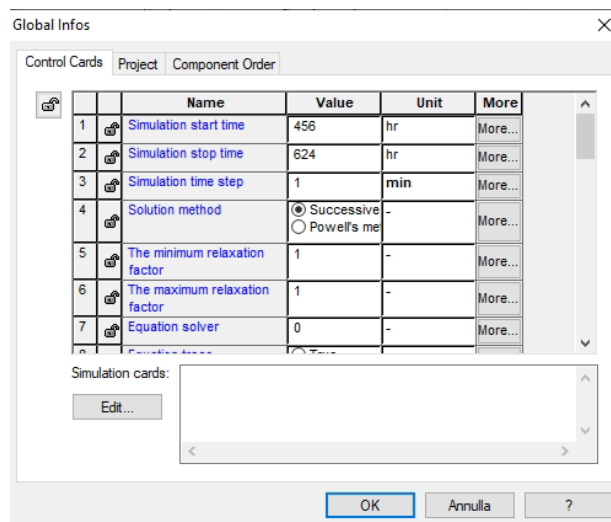 Global Infos
Control Cards Project Component Order
Name Value Unit More
1 Simulation start time 456 hr More...
2 Simulation stop time 624 hr More...
3 Simulation time step 1 min More...
4 Solution method Successive - More...
Powell's me
5 The minimum relaxation factor 1 - More...
6 The maximum relaxation factor 1 - More...
7 Equation solver 0 - More...
Simulation cards:
Edit...
OK Annulla ?